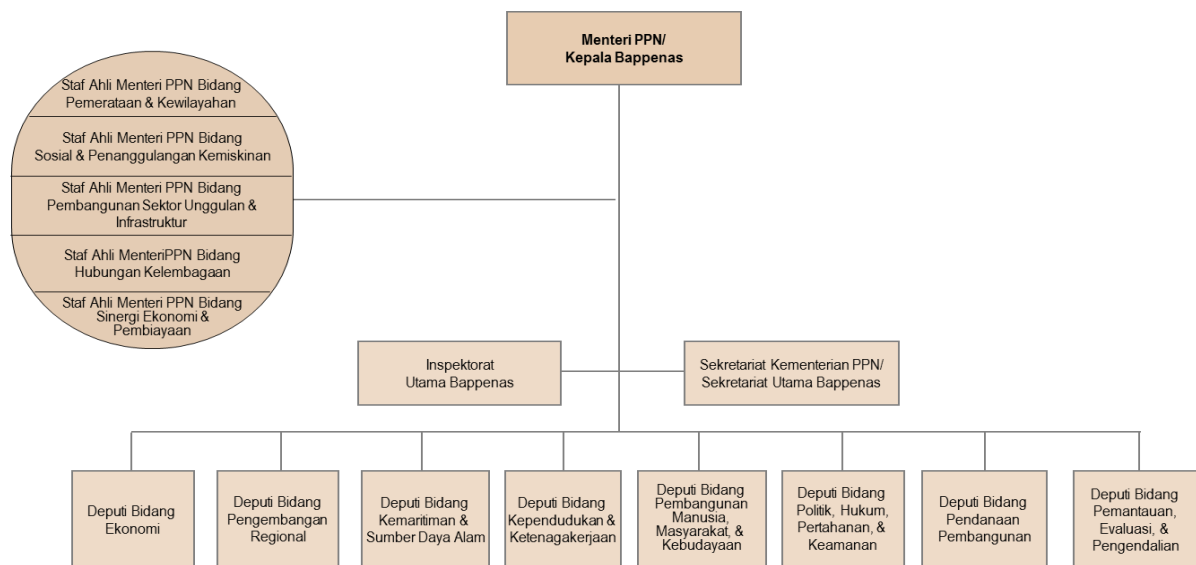 Menteri PPN/
Kepala Bappenas
Staf Ahli Menteri PPN Bidang
Pemerataan & Kewilayahan
Staf Ahli Menteri PPN Bidang
Sosial & Penanggulangan Kemiskinan
Staf Ahli Menteri PPN Bidang
Pembangunan Sektor Unggulan &
Infrastruktur
Staf Ahli MenteriPPN Bidang
Hubungan Kelembagaan
Staf Ahli Menteri PPN Bidang
Sinergi Ekonomi &
Pembiayaan
Inspektorat
Utama Bappenas
Sekretariat Kementerian PPN/
Sekretariat Utama Bappenas
Deputi Bidang
Ekonomi
Deputi Bidang
Pengembangan
Regional
Deputi Bidang
Kemaritiman &
Sumber Daya Alam
Deputi Bidang
Kependudukan &
Ketenagakerjaan
Deputi Bidang
Pembangunan
Manusia,
Masyarakat, &
Kebudayaan
Deputi Bidang
Politik, Hukum,
Pertahanan, &
Keamanan
Deputi Bidang
Pendanaan
Pembangunan
Deputi Bidang
Pemantauan,
Evaluasi, &
Pengendalian